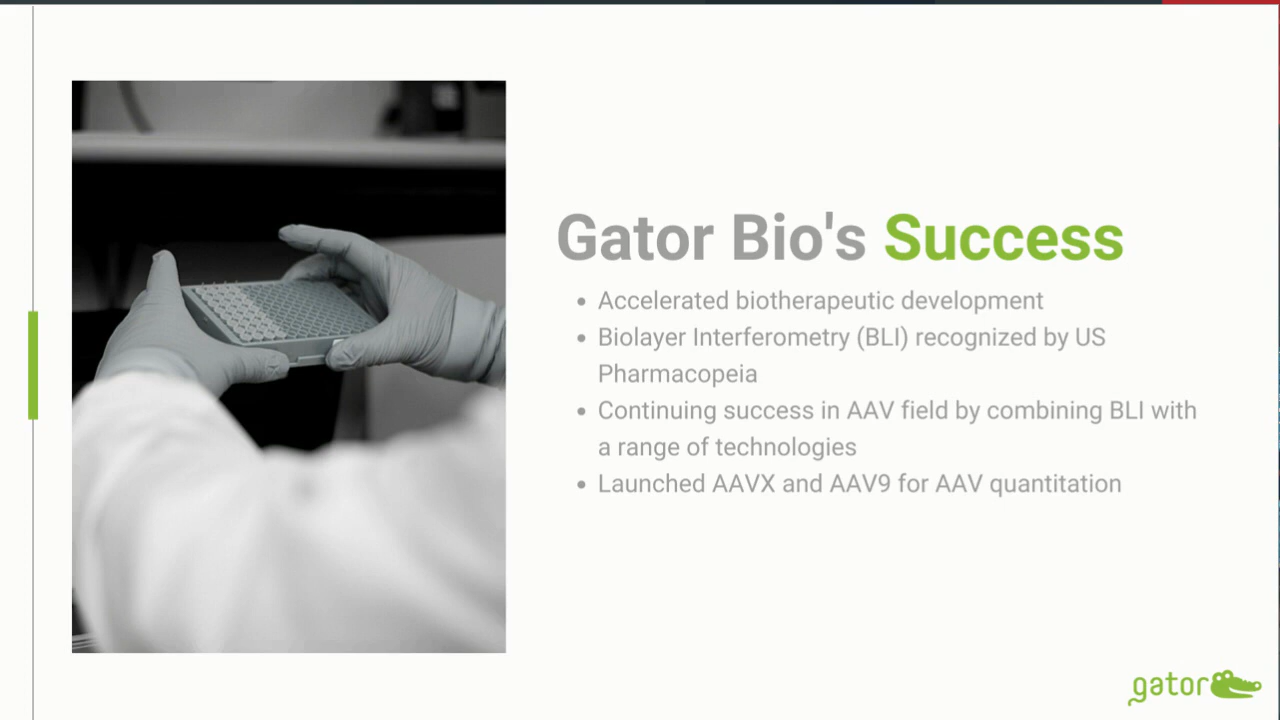 Gator Bio's Success
• Accelerated biotherapeutic development
• Biolayer Interferometry (BLI) recognized by US
Pharmacopeia
• Continuing success in AAV field by combining BLI with
a range of technologies
• Launched AAVX and AAV9 for AAV quantitation
gator